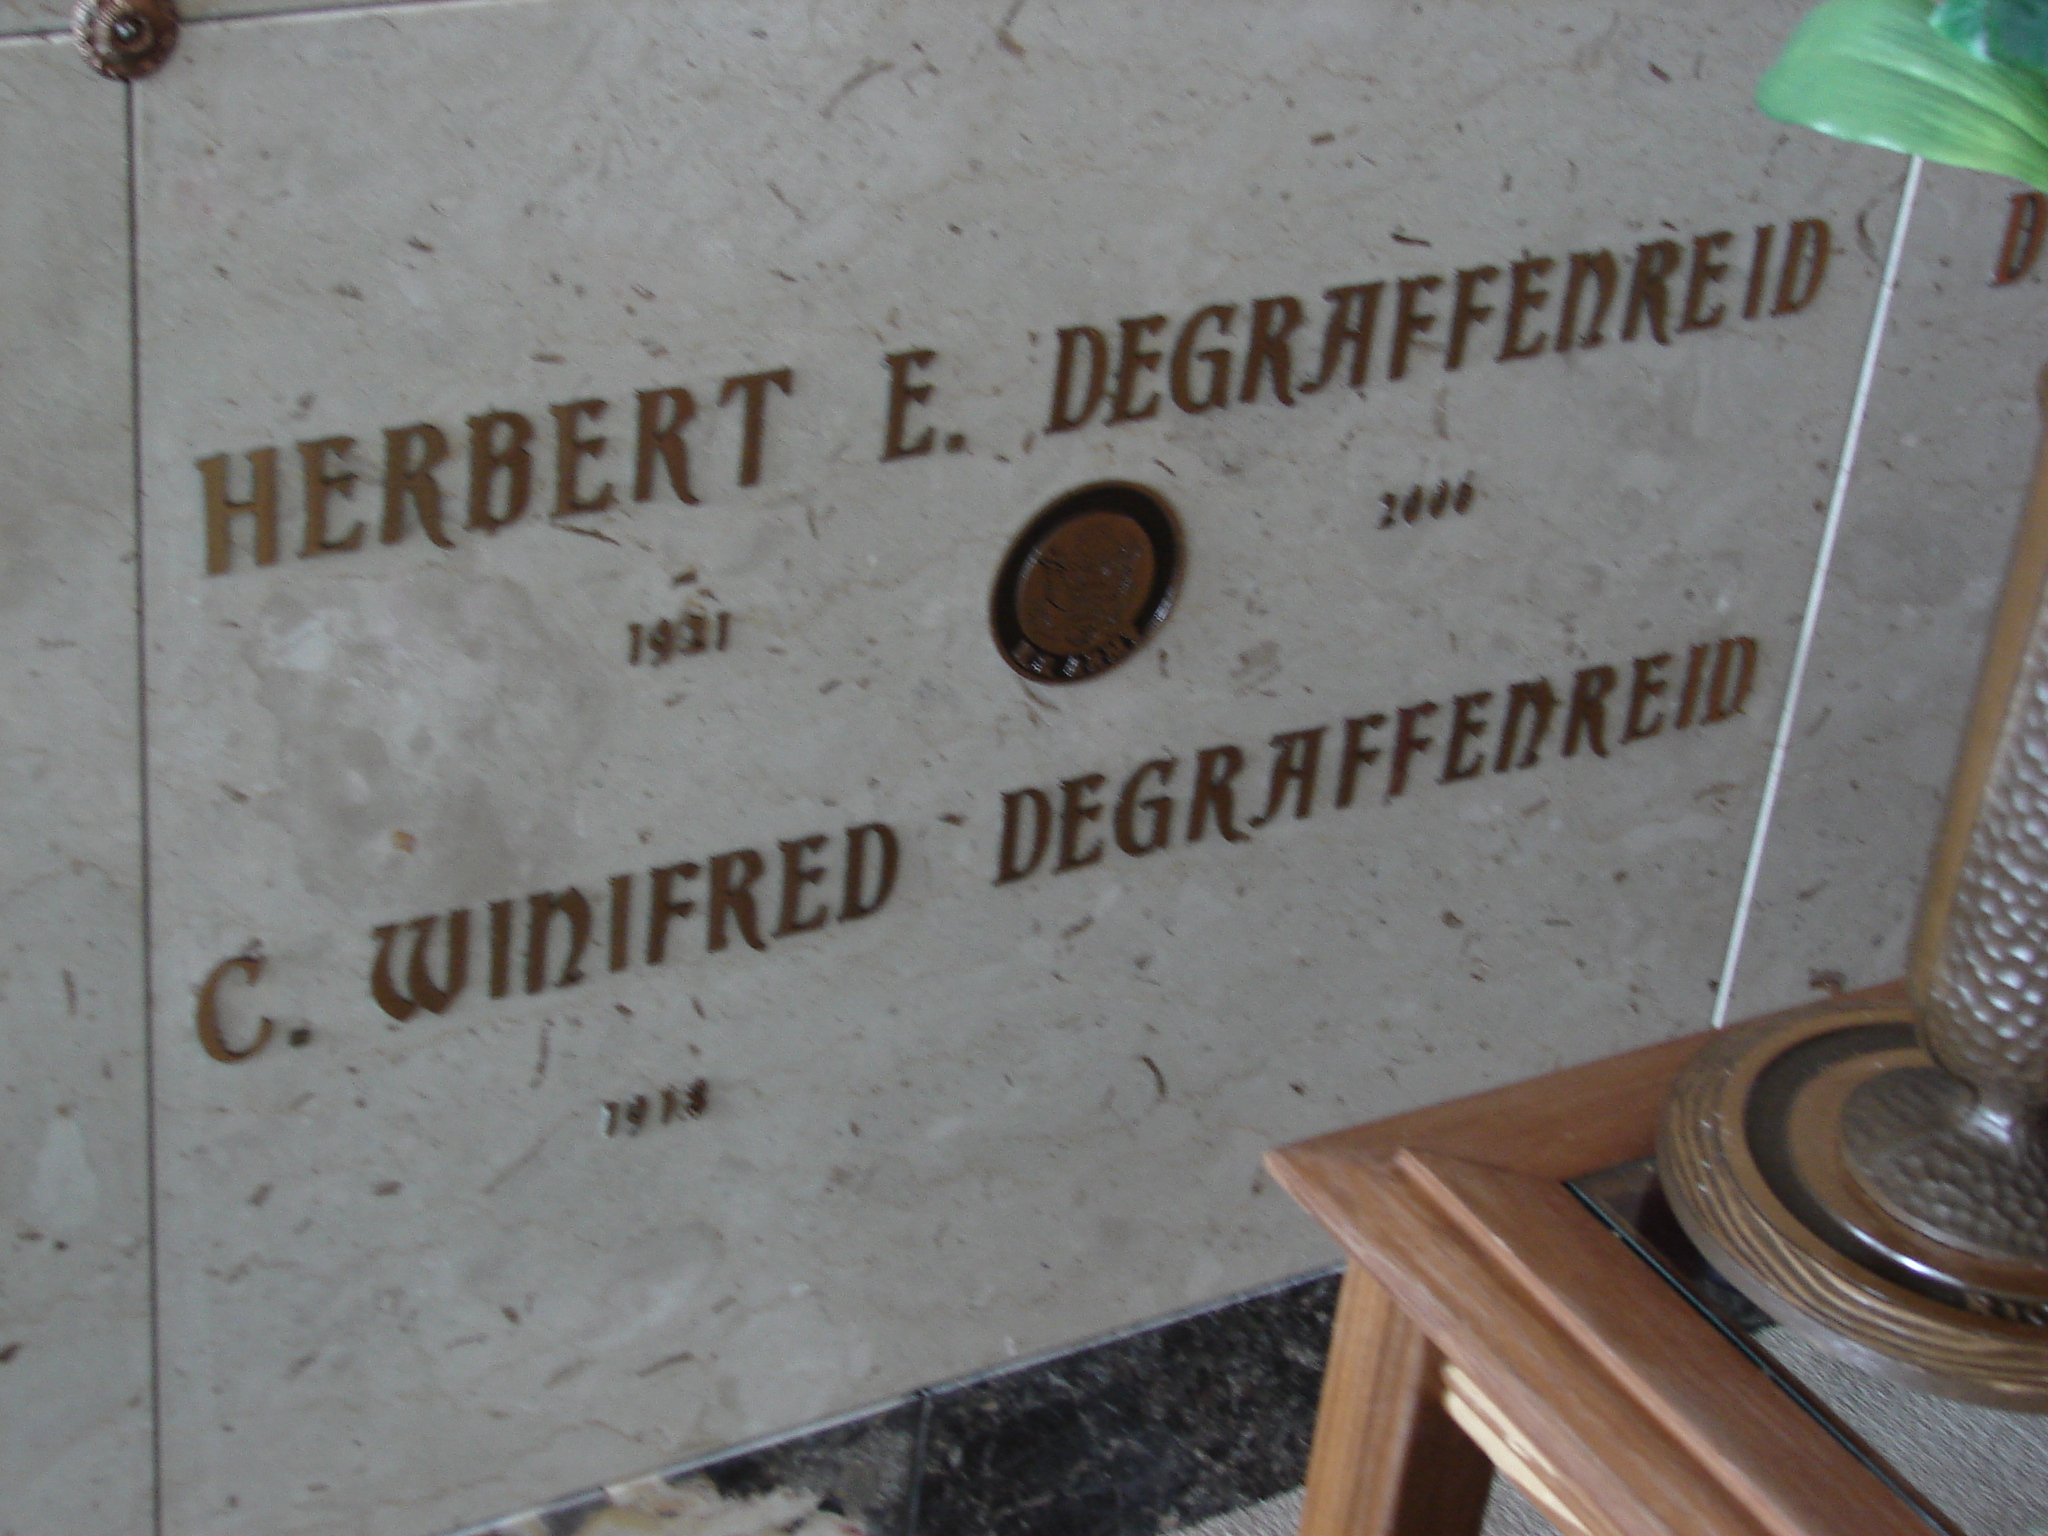 HERBERT E. DEGRAFFENREID
1921 2006
C. WINIFRED DEGRAFFENREID
D